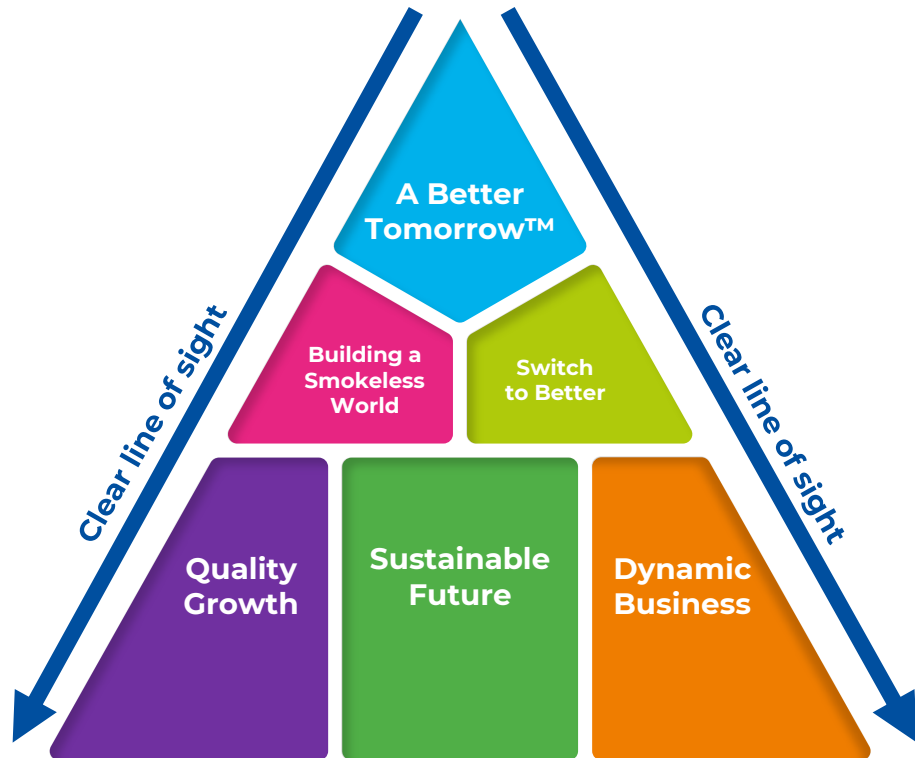 A Better
Tomorrow™
Building a
Smokeless
World
Switch
to Better
Clear line of sight
Clear line of sight
Quality
Growth
Sustainable
Future
Dynamic
Business